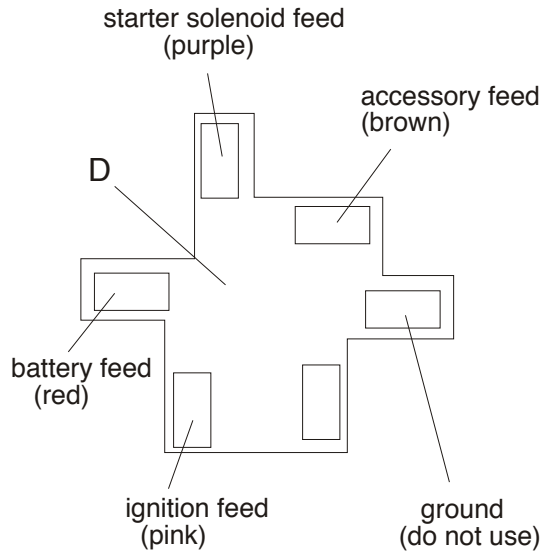 starter solenoid feed
(purple)
accessory feed
(brown)
D
battery feed
(red)
ignition feed
(pink)
ground
(do not use)